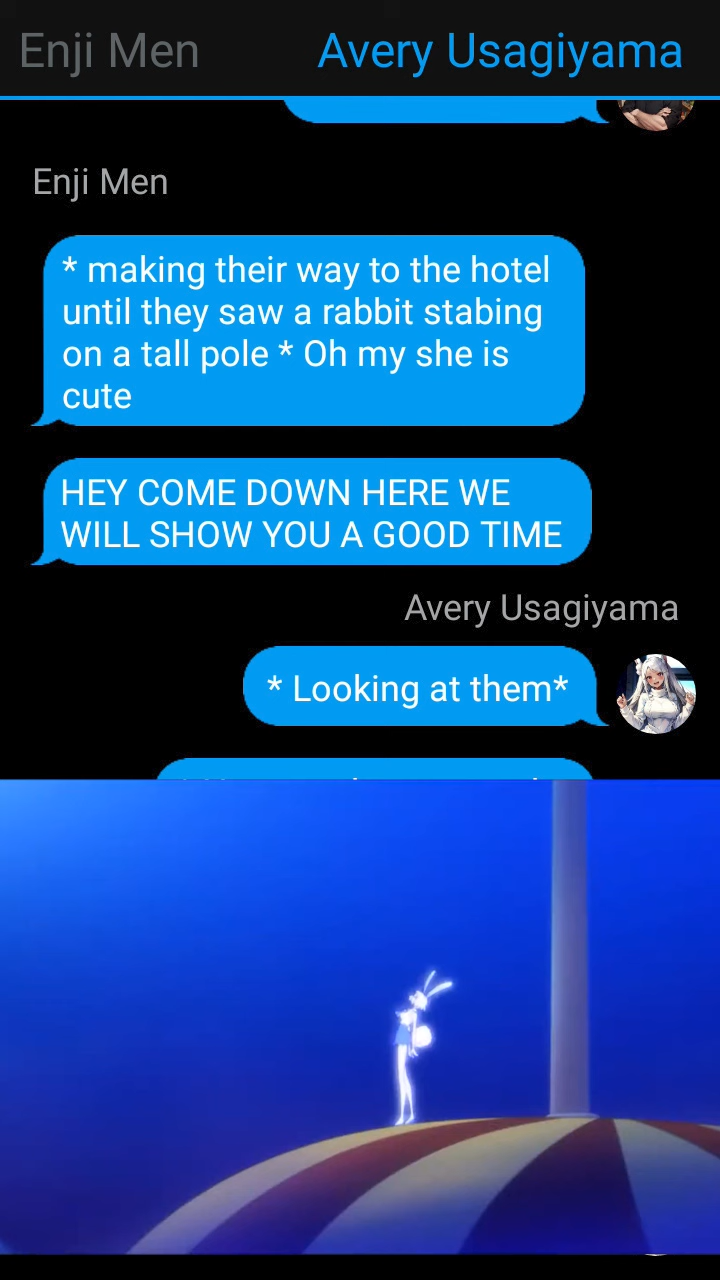 Enji Men Avery Usagiyama
Enji Men
* making their way to the hotel
until they saw a rabbit stabing
on a tall pole * Oh my she is
cute
HEY COME DOWN HERE WE
WILL SHOW YOU A GOOD TIME
Avery Usagiyama
* Looking at them*